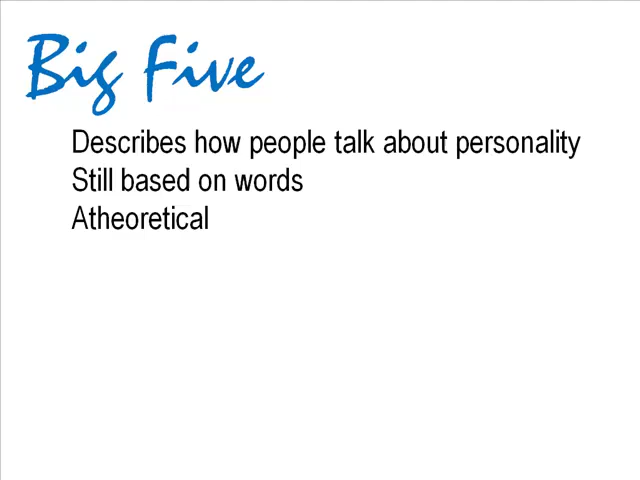 Big Five
Describes how people talk about personality
Still based on words
Atheoretical